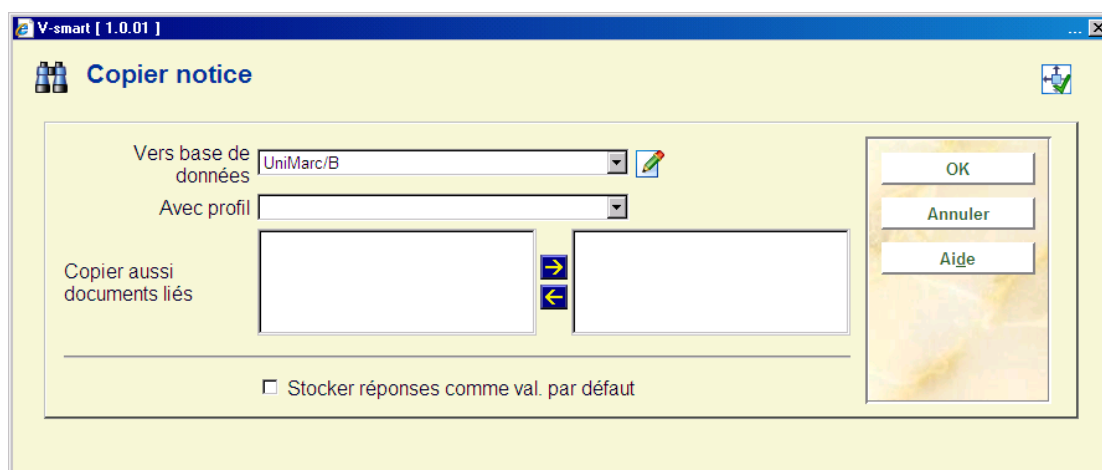 V-smart [ 1.0.01 ]
...
Copier notice
Vers base de
données
UniMarc/B
Avec profil
Copier aussi
documents liés
Stocker réponses comme val. par défaut
OK
Annuler
Aide